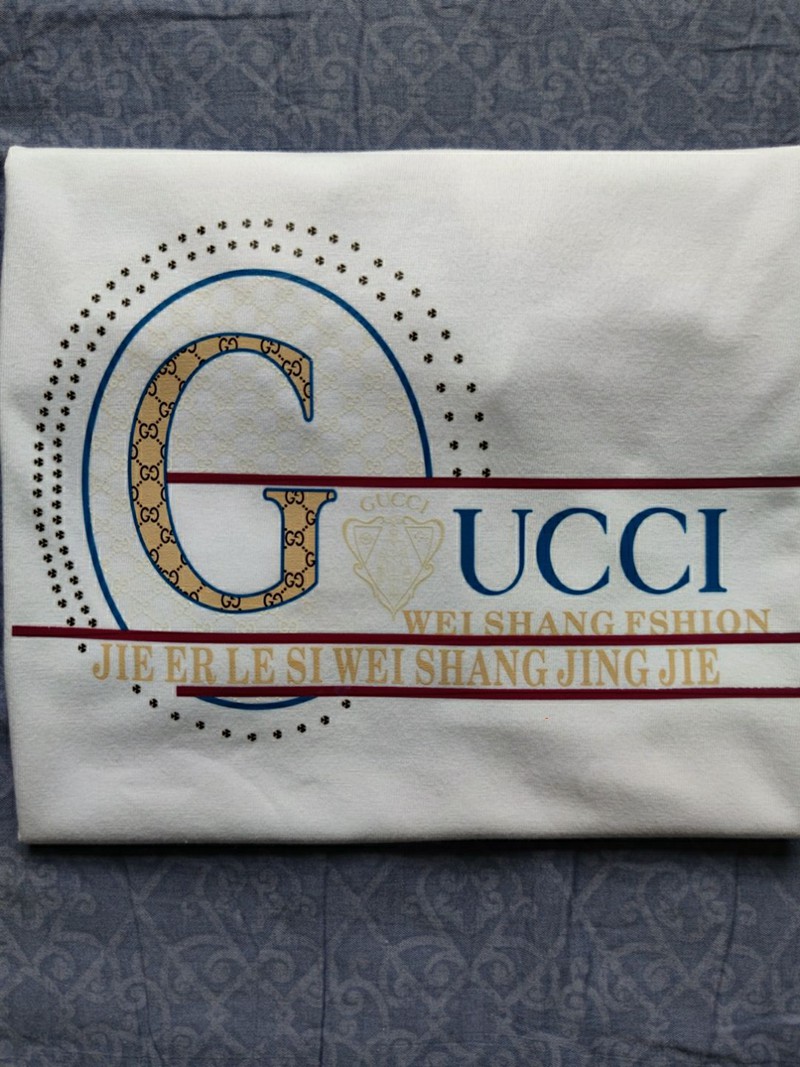 GUCCI
GUCCI
WEI SHANG FSHION
JIE ER LE SI WEI SHANG JING JIE